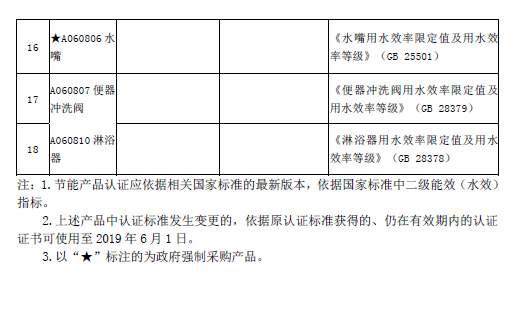 16
★A060806 水
嘴
《水嘴用水效率限定值及用水效
率等级》（GB 25501）
17
A060807 便器
冲洗阀
《便器冲洗阀用水效率限定值及
用水效率等级》（GB 28379）
18
A060810 淋浴
器
《淋浴器用水效率限定值及用水
效率等级》（GB 28378）
注：1.节能产品认证应依据相关国家标准的最新版本，依据国家标准中二级能效（水效）
指标。
2.上述产品中认证标准发生变更的，依据原认证标准获得的、仍在有效期内的认证
证书可使用至 2019 年 6 月 1 日。
3.以“★”标注的为政府强制采购产品。